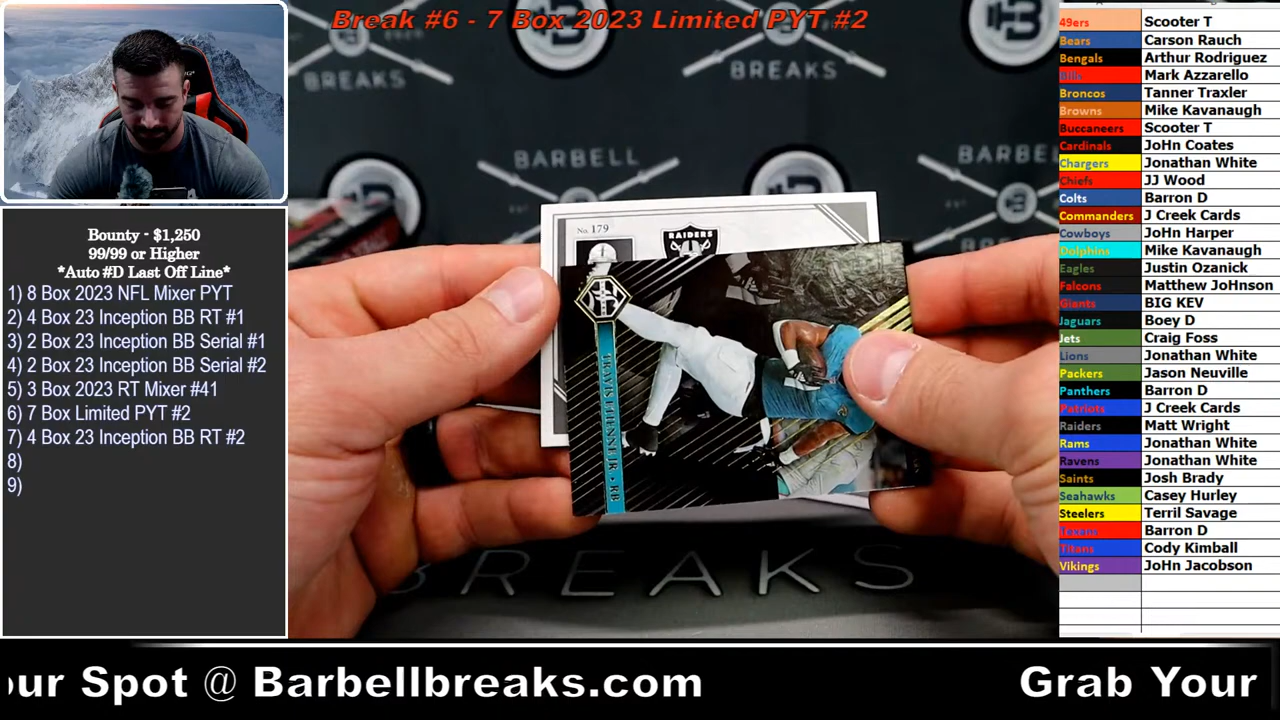 Break #6 - 7 Box 2023 Limited PYT #2
BREAKS
BREAKS
BARBELL
BARBELL
BREAKS
Bounty - $1,250
99/99 or Higher
*Auto #D Last Off Line*
1) 8 Box 2023 NFL Mixer PYT
2) 4 Box 23 Inception BB RT #1
3) 2 Box 23 Inception BB Serial #1
4) 2 Box 23 Inception BB Serial #2
5) 3 Box 2023 RT Mixer #41
6) 7 Box Limited PYT #2
7) 4 Box 23 Inception BB RT #2
8)
9)
No. 179
RAIDERS
TRAVIS ETIENNE JR. • RB
49ers Scooter T
Bears Carson Rauch
Bengals Arthur Rodriguez
Bills Mark Azzarello
Broncos Tanner Traxler
Browns Mike Kavanaugh
Buccaneers Scooter T
Cardinals JoHn Coates
Chargers Jonathan White
Chiefs JJ Wood
Colts Barron D
Commanders J Creek Cards
Cowboys JoHn Harper
Dolphins Mike Kavanaugh
Eagles Justin Ozanick
Falcons Matthew JoHnson
Giants BIG KEV
Jaguars Boey D
Jets Craig Foss
Lions Jonathan White
Packers Jason Neuville
Panthers Barron D
Patriots J Creek Cards
Raiders Matt Wright
Rams Jonathan White
Ravens Jonathan White
Saints Josh Brady
Seahawks Casey Hurley
Steelers Terril Savage
Texans Barron D
Titans Cody Kimball
Vikings JoHn Jacobson
our Spot @ Barbellbreaks.com Grab Your